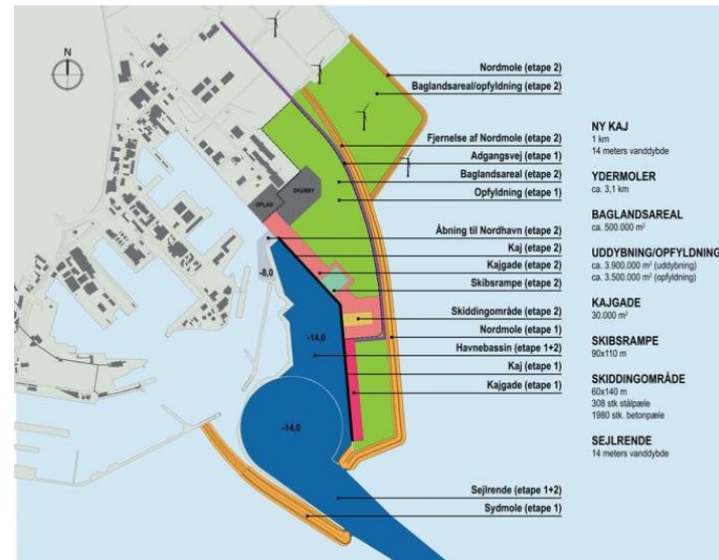 N
Nordmole (etape 2)
Baglandsareal/opfyldning (etape 2)
Fjernelse af Nordmole (etape 2)
Adgangsvej (etape 1)
Baglandsareal (etape 2)
Opfyldning (etape 1)
SKURBY
OPLAG
Åbning til Nordhavn (etape 2)
Kaj (etape 2)
-8,0
Kajgade (etape 2)
Skibsrampe (etape 2)
Skiddingområde (etape 2)
Nordmole (etape 1)
-14,0
Havnebassin (etape 1+2)
Kaj (etape 1)
Kajgade (etape 1)
-14,0
Sejlrende (etape 1+2)
Sydmole (etape 1)
NY KAJ
1 km
14 meters vanddybde
YDERMOLER
ca. 3,1 km
BAGLANDSAREAL
ca. 500.000 m²
UDDYBNING/OPFYLDNING
ca. 3.900.000 m² (uddybning)
ca. 3.500.000 m² (opfyldning)
KAJGADE
30.000 m²
SKIBSRAMPE
90x110 m
SKIDDINGOMRÅDE
60x140 m
308 stk stålpæle
1980 stk. betonpæle
SEJLRENDE
14 meters vanddybde